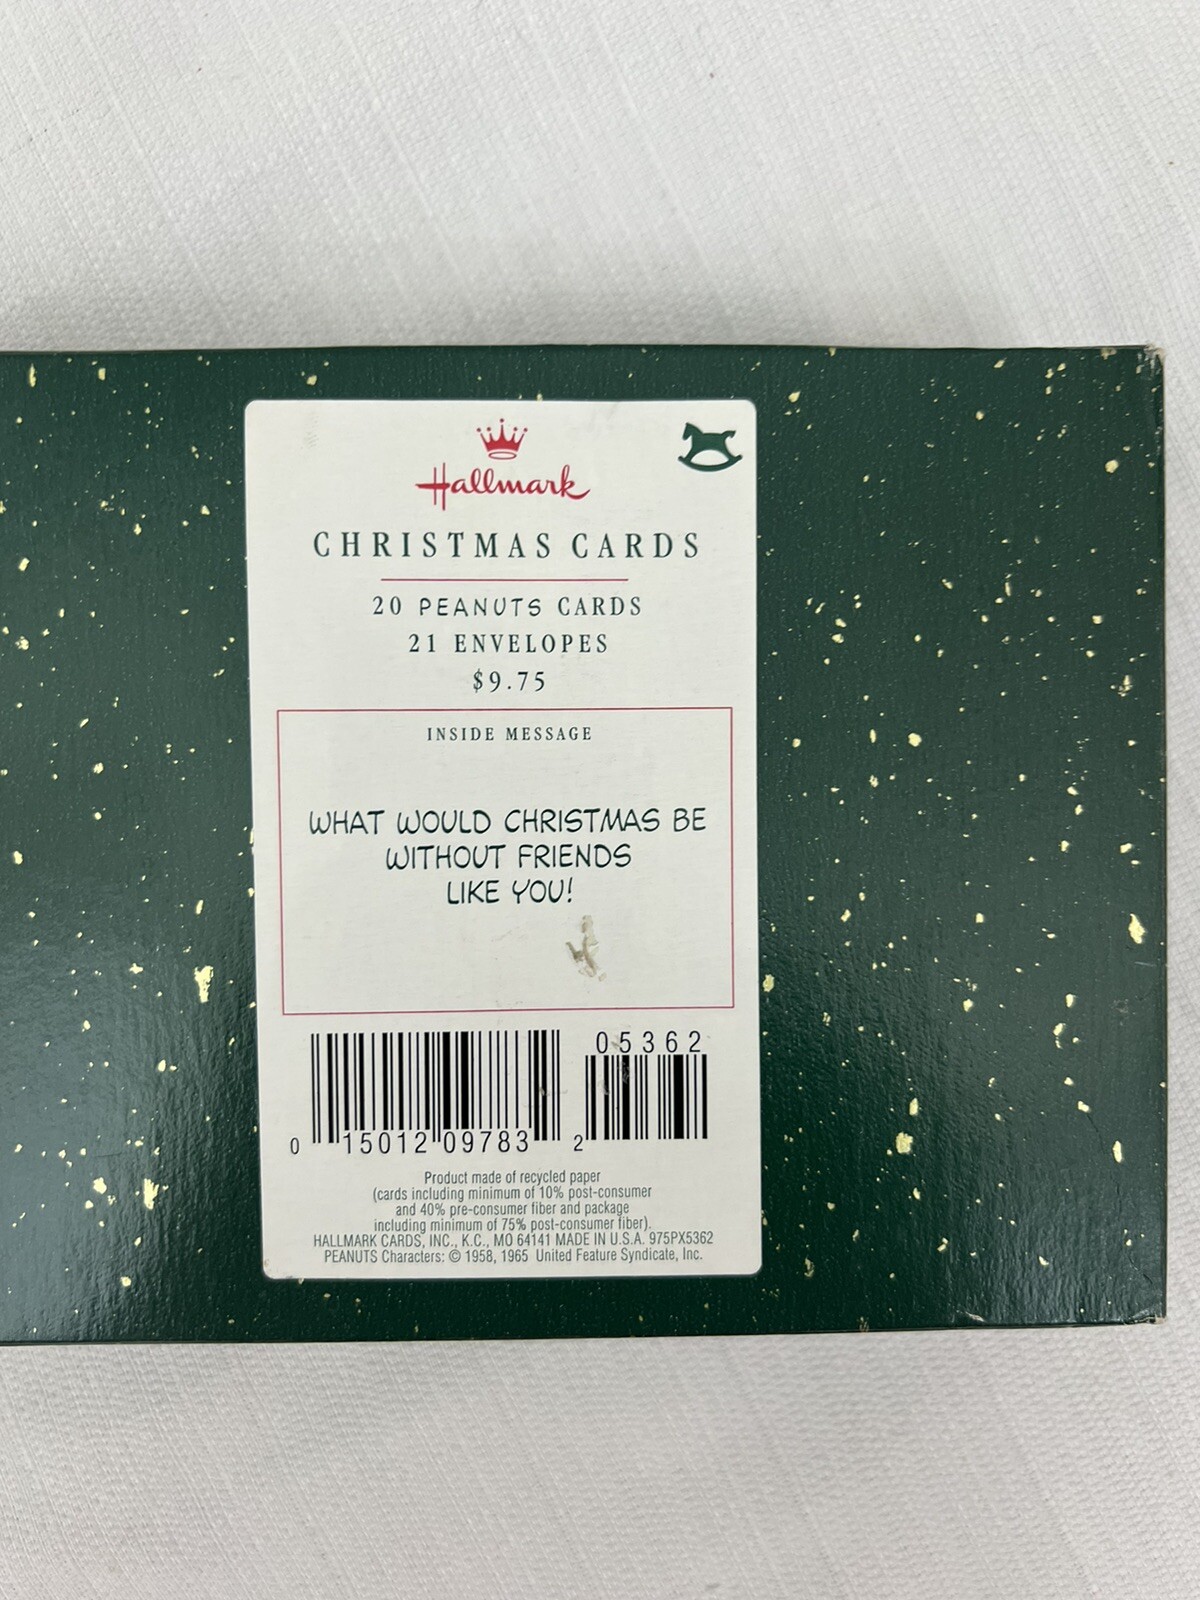 Hallmark
CHRISTMAS CARDS
20 PEANUTS CARDS
21 ENVELOPES
$9.75
INSIDE MESSAGE
WHAT WOULD CHRISTMAS BE
WITHOUT FRIENDS
LIKE YOU!
05362
0 15012 09783 2
Product made of recycled paper
(cards including minimum of 10% post-consumer
and 40% pre-consumer fiber and package
including minimum of 75% post-consumer fiber).
HALLMARK CARDS, INC., K.C., MO 64141 MADE IN U.S.A. 975PX5362
PEANUTS Characters: © 1958, 1965 United Feature Syndicate, Inc.